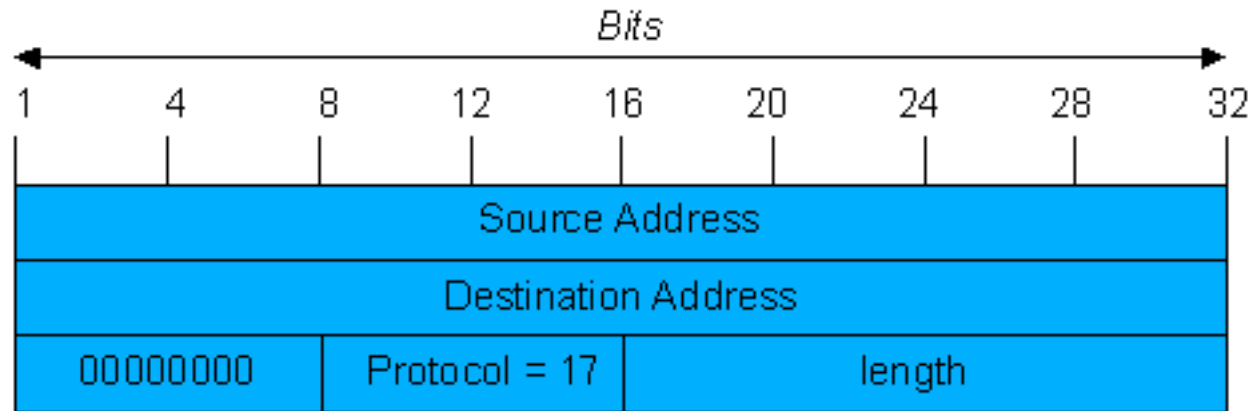 Bits
1 4 8 12 16 20 24 28 32
Source Address
Destination Address
00000000 Protocol = 17 length